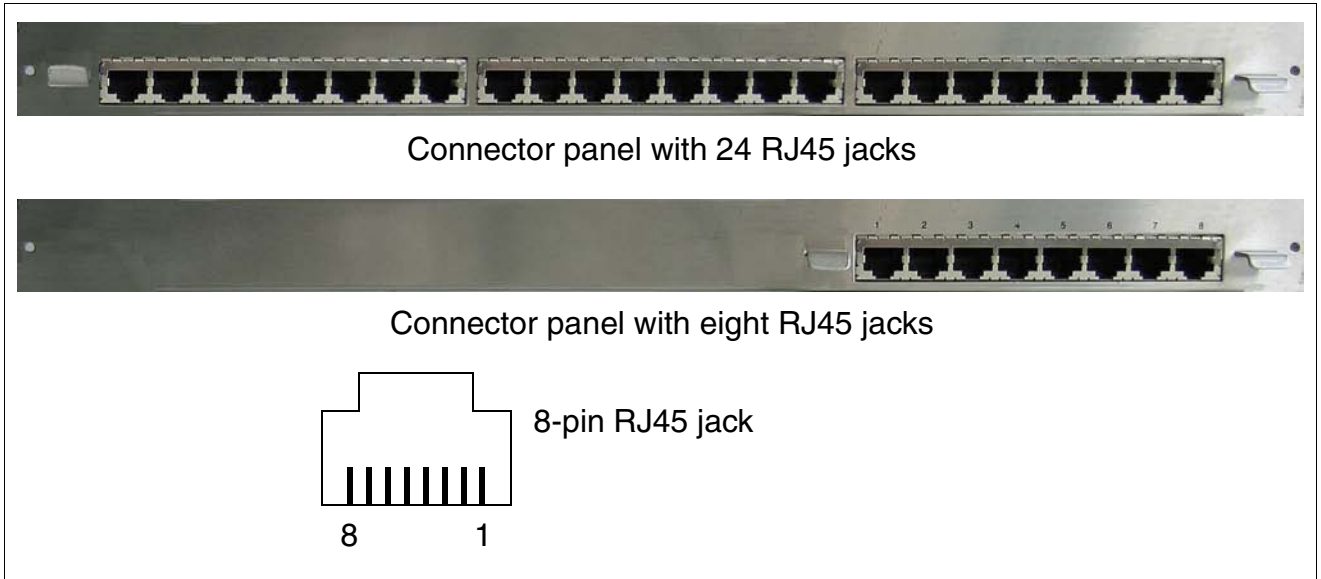 Connector panel with 24 RJ45 jacks
1 2 3 4 5 6 7 8
Connector panel with eight RJ45 jacks
8-pin RJ45 jack
8 1